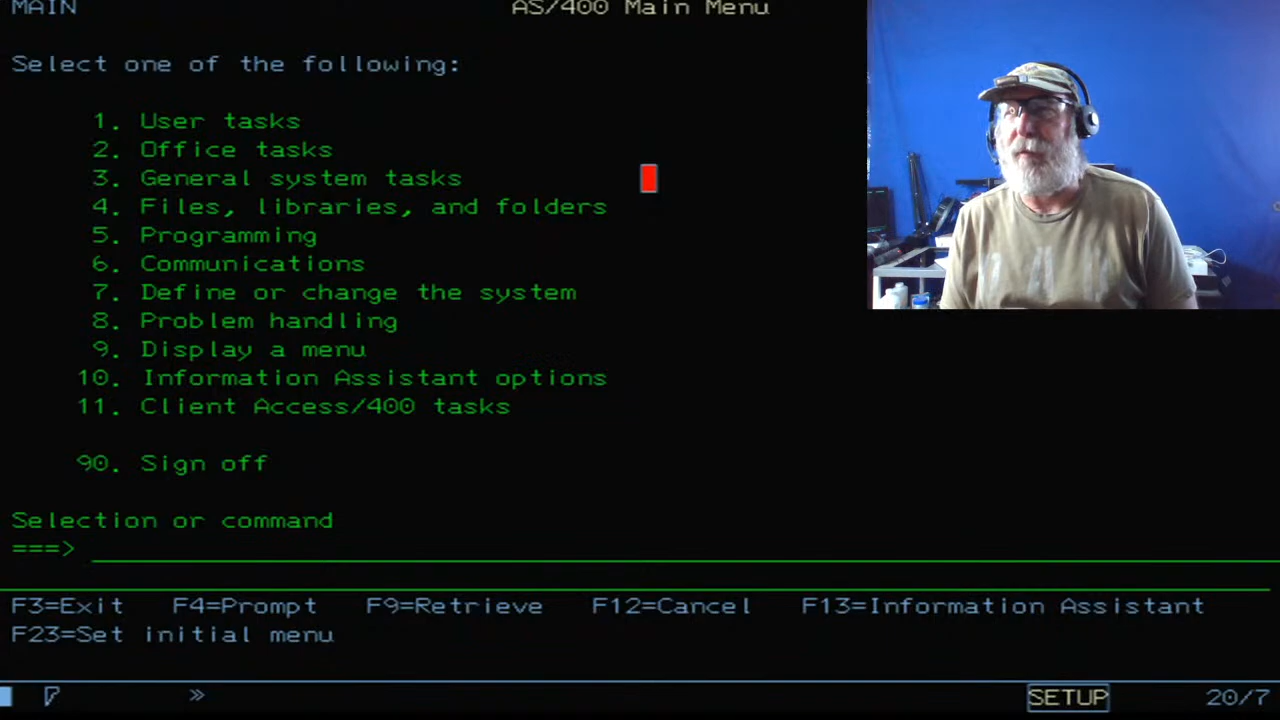 MAIN AS/400 Main Menu
Select one of the following:
1. User tasks
2. Office tasks
3. General system tasks
4. Files, libraries, and folders
5. Programming
6. Communications
7. Define or change the system
8. Problem handling
9. Display a menu
10. Information Assistant options
11. Client Access/400 tasks
90. Sign off
Selection or command
===>
F3=Exit F4=Prompt F9=Retrieve F12=Cancel F13=Information Assistant
F23=Set initial menu
» SETUP 20/7